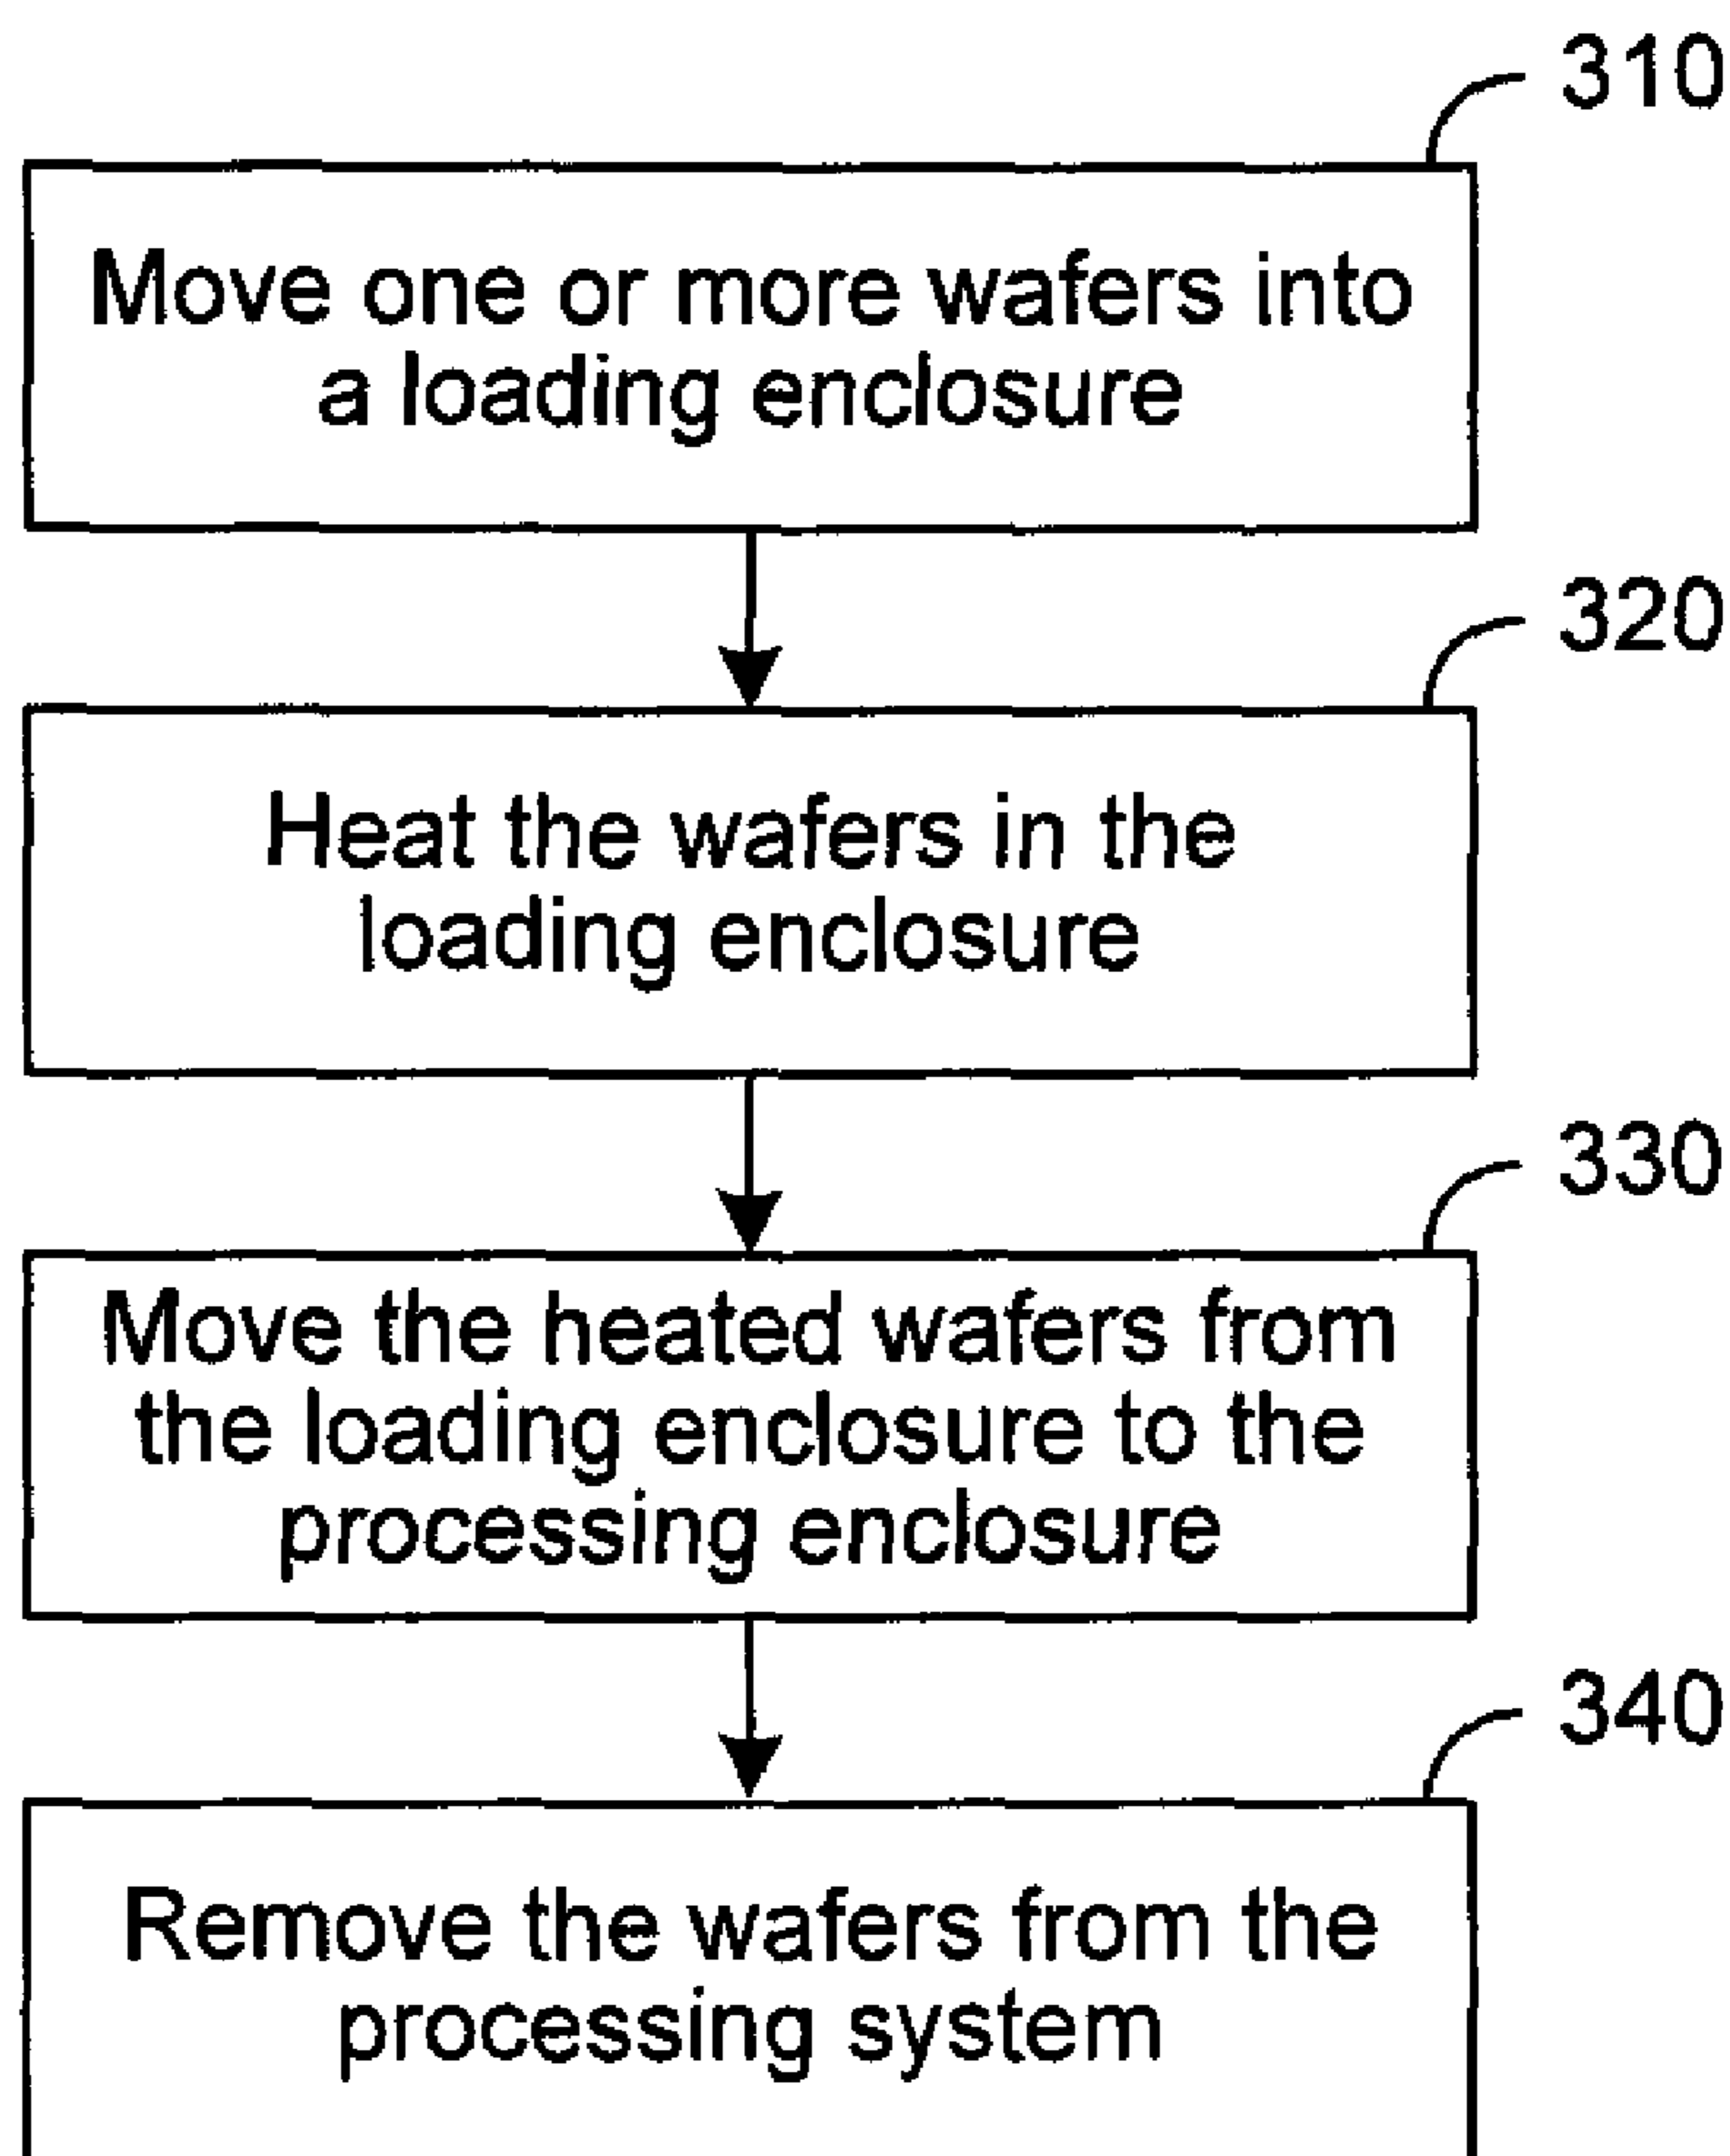 310
Move one or more wafers into
a loading enclosure
320
Heat the wafers in the
loading enclosure
330
Move the heated wafers from
the loading enclosure to the
processing enclosure
340
Remove the wafers from the
processing system